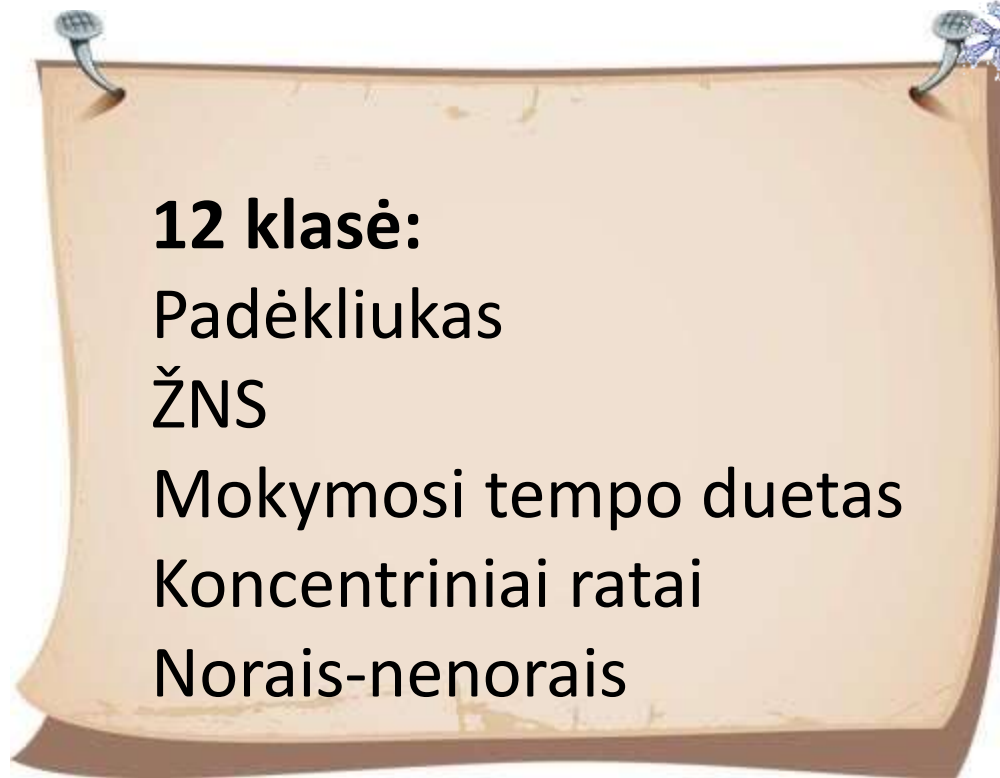 12 klasė:
Padėkliukas
ŽNS
Mokymosi tempo duetas
Koncentriniai ratai
Norais-nenorais